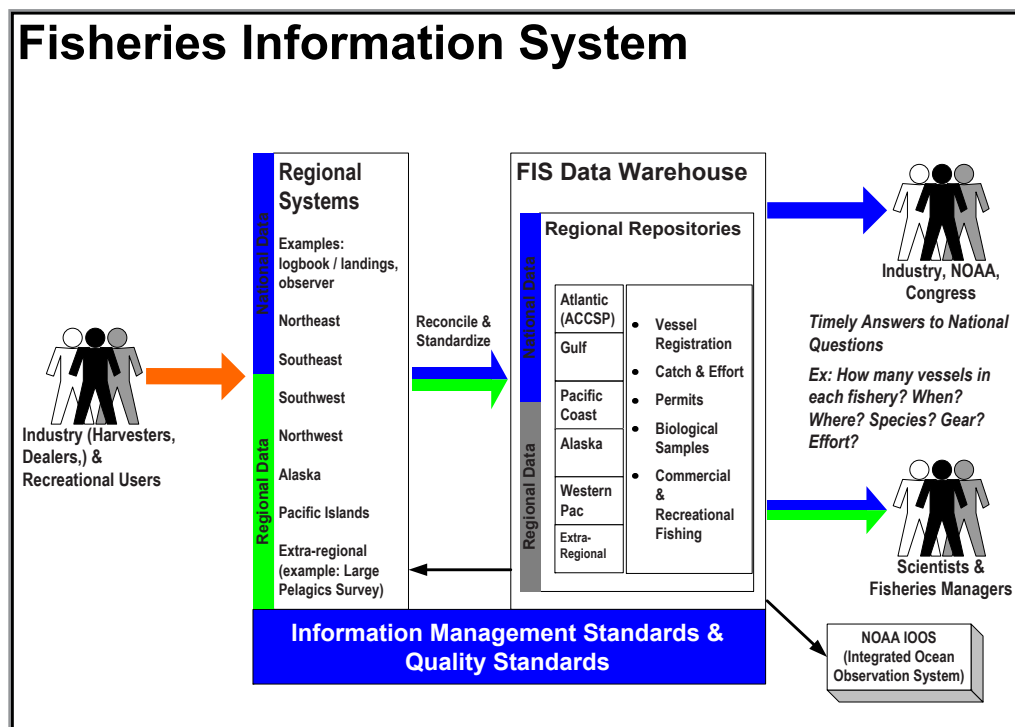 Fisheries Information System
Industry (Harvesters,
Dealers,) &
Recreational Users
National Data
Regional Data
Regional
Systems
Examples:
logbook / landings,
observer
Northeast
Southeast
Southwest
Northwest
Alaska
Pacific Islands
Extra-regional
(example: Large
Pelagics Survey)
Reconcile &
Standardize
FIS Data Warehouse
National Data
Regional Data
Regional Repositories
Atlantic
(ACCSP)
Gulf
Pacific
Coast
Alaska
Western
Pac
Extra-
Regional
• Vessel
Registration
• Catch & Effort
• Permits
• Biological
Samples
• Commercial
&
Recreational
Fishing
Information Management Standards &
Quality Standards
Industry, NOAA,
Congress
Timely Answers to National
Questions
Ex: How many vessels in
each fishery? When?
Where? Species? Gear?
Effort?
Scientists &
Fisheries Managers
NOAA IOOS
(Integrated Ocean
Observation System)